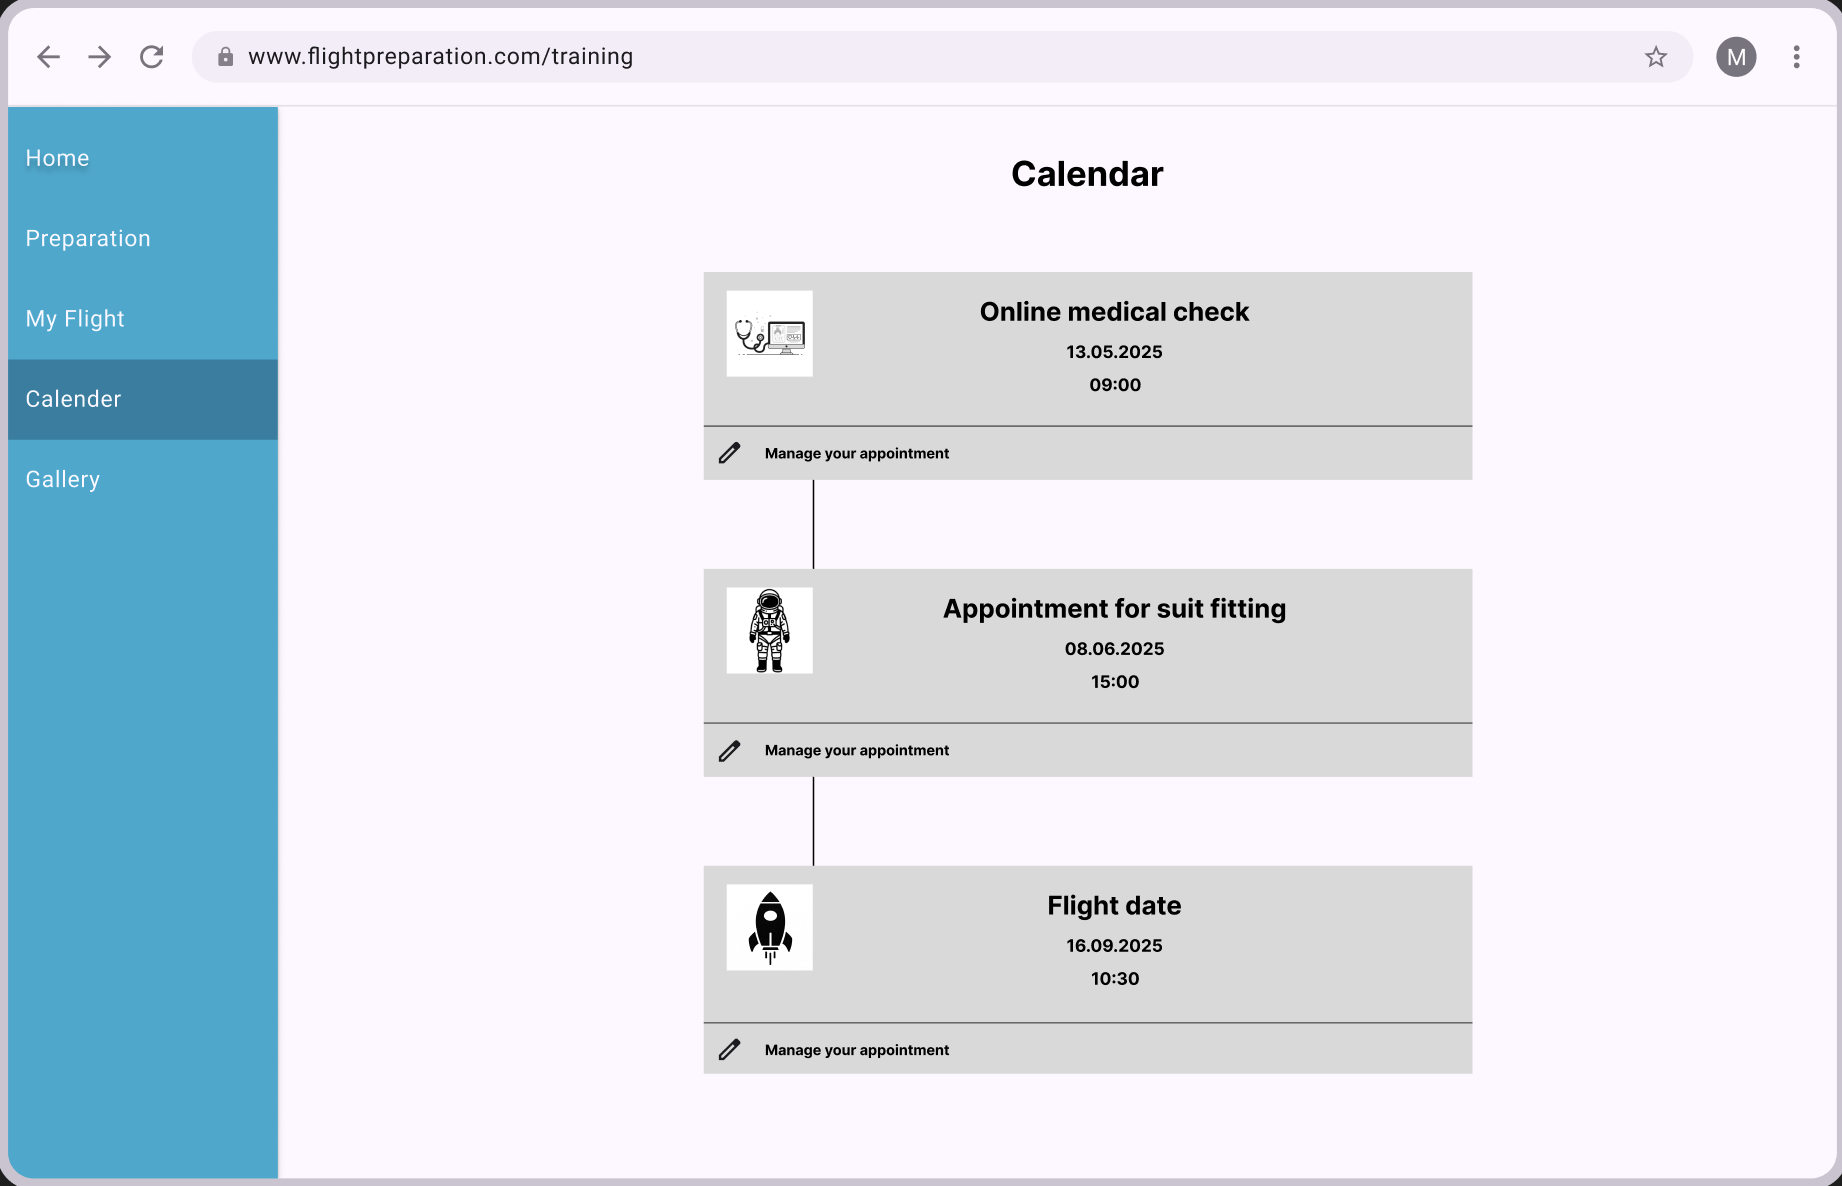 www.flightpreparation.com/training
M
Home
Preparation
My Flight
Calender
Gallery
Calendar
Online medical check
13.05.2025
09:00
Manage your appointment
Appointment for suit fitting
08.06.2025
15:00
Manage your appointment
Flight date
16.09.2025
10:30
Manage your appointment